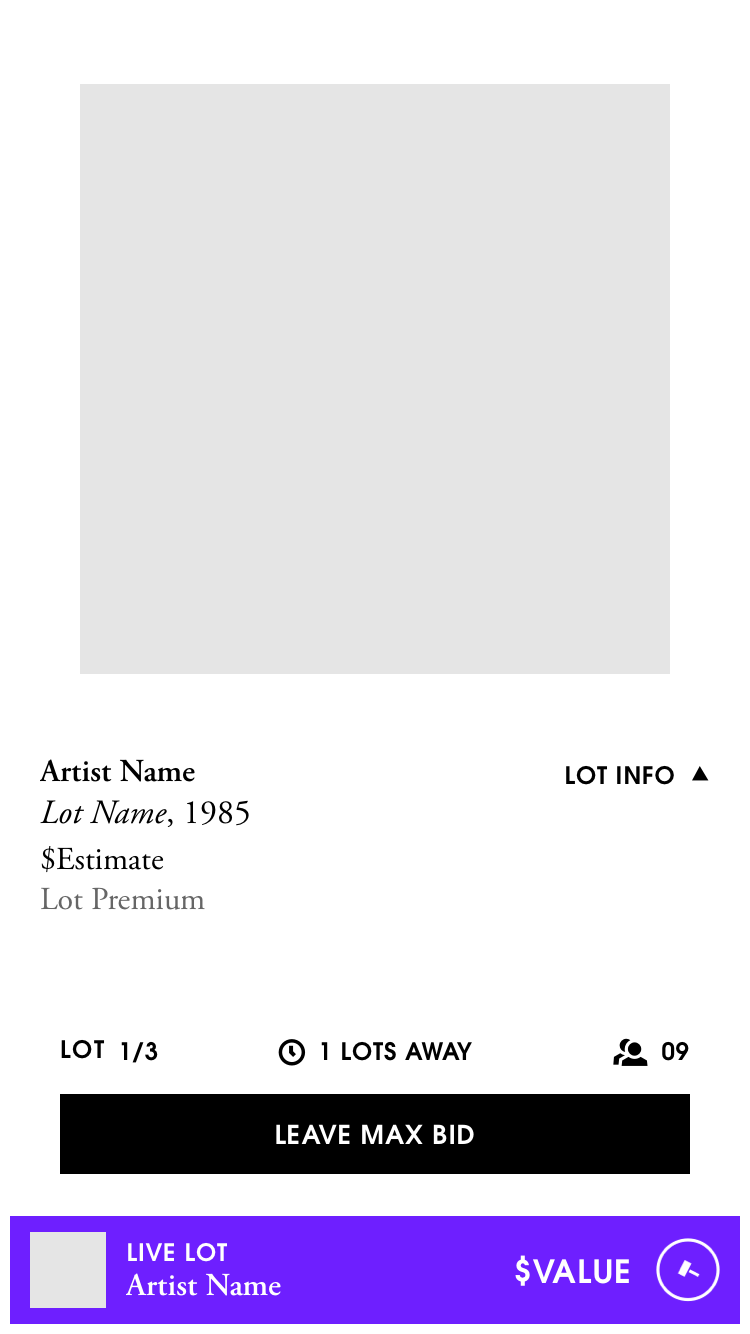 Artist Name
LOT INFO
Lot Name, 1985
$Estimate
Lot Premium
LOT 1/3
1 LOTS AWAY
09
LEAVE MAX BID
LIVE LOT
Artist Name
$VALUE